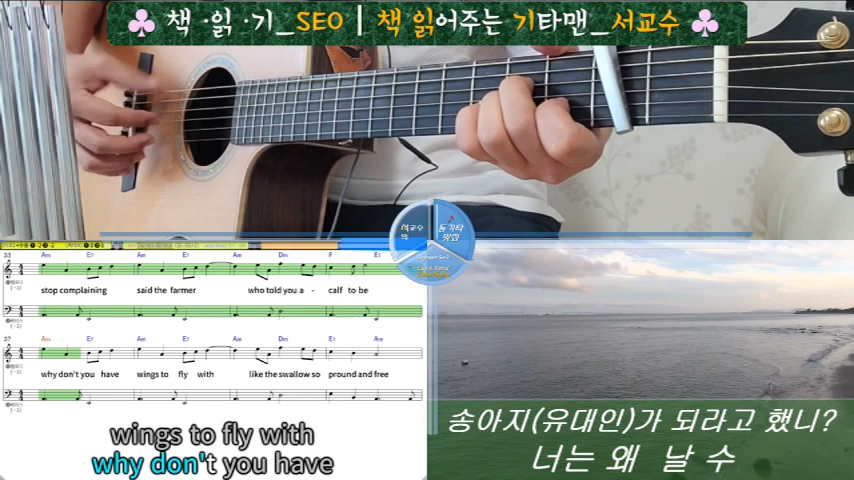 ♣ 책 ·읽 ·기_SEO | 책 읽어주는 기타맨_서교수 ♣
33 Am E7 Am E7 Am Dm F E7
stop complaining said the farmer who told you a - calf to be
37 Am E7 Am E7 Am Dm E7 Am
why don't you have wings to fly with like the swallow so pround and free
wings to fly with
why don't you have
송아지(유대인)가 되라고 했니?
너는 왜 날 수